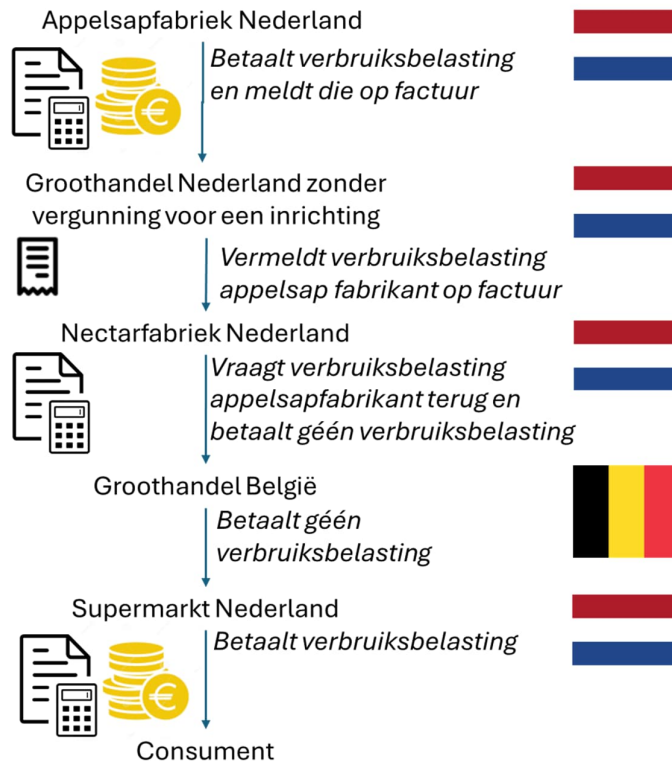 Appelsapfabriek Nederland
Betaalt verbruiksbelasting
en meldt die op factuur
Groothandel Nederland zonder
vergunning voor een inrichting
Vermeldt verbruiksbelasting
appelsap fabrikant op factuur
Nectarfabriek Nederland
Vraagt verbruiksbelasting
appelsapfabrikant terug en
betaalt géén verbruiksbelasting
Groothandel België
Betaalt géén
verbruiksbelasting
Supermarkt Nederland
Betaalt verbruiksbelasting
Consument